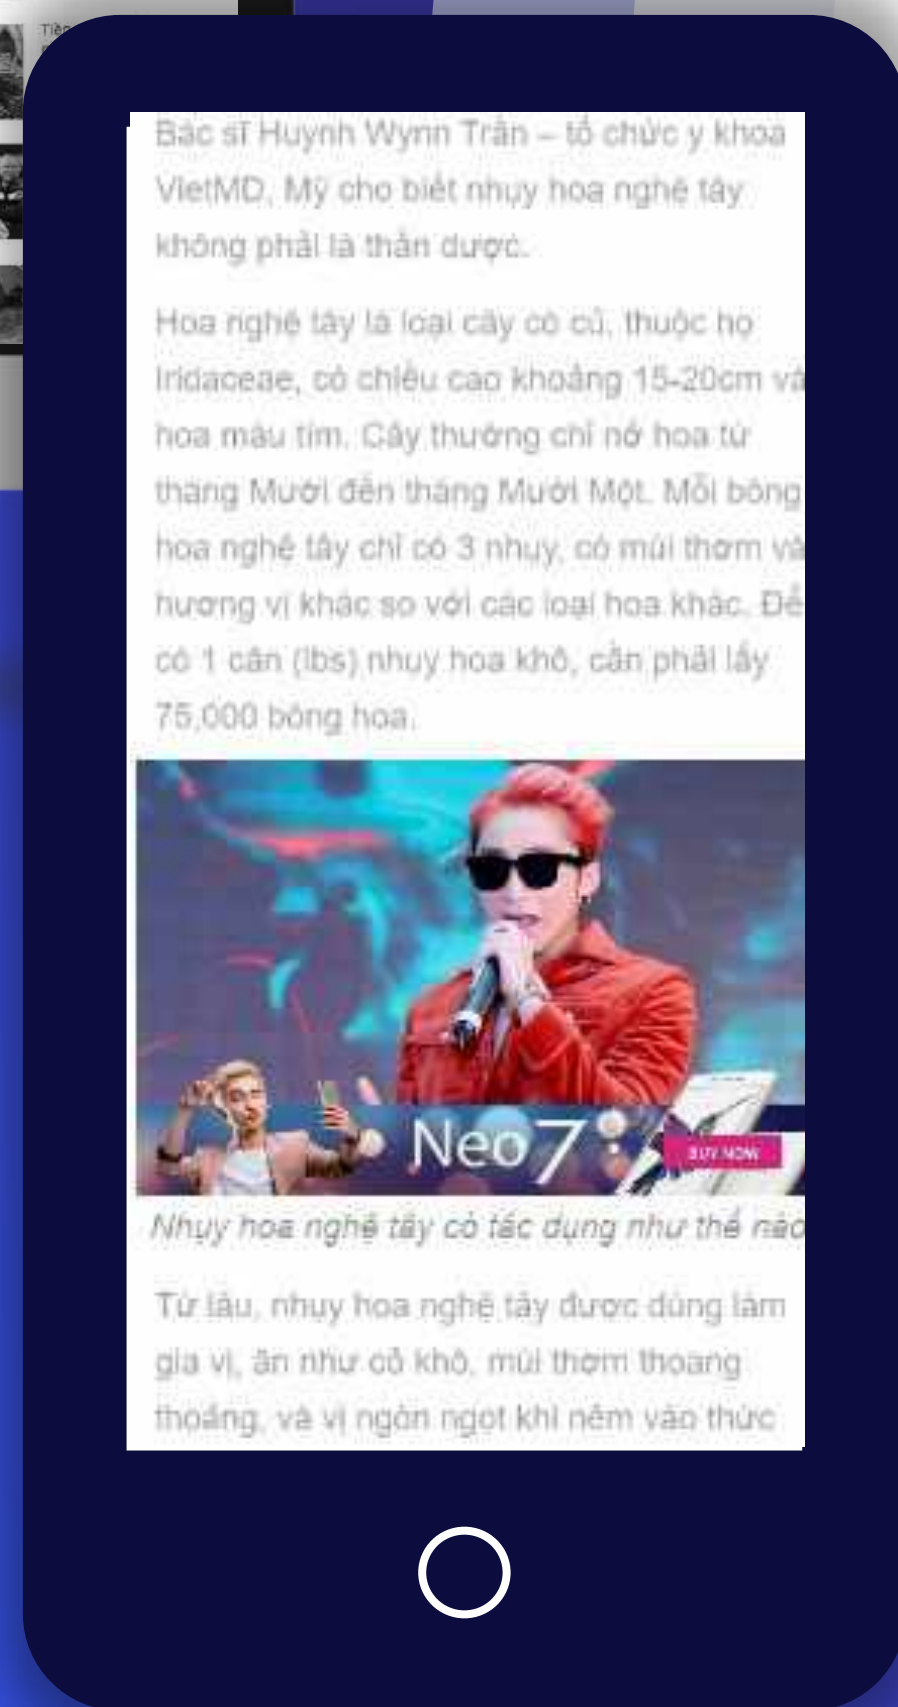 Tiền
Bác sĩ Huynh Wynn Trần – tổ chức y khoa
VietMD, Mỹ cho biết nhụy hoa nghệ tây
không phải là thần dược.
Hoa nghệ tây là loại cây có củ, thuộc họ
Iridaceae, có chiều cao khoảng 15-20cm và
hoa màu tím. Cây thường chỉ nở hoa từ
tháng Mười đến tháng Mười Một. Mỗi bông
hoa nghệ tây chỉ có 3 nhụy, có mùi thơm và
hương vị khác so với các loại hoa khác. Để
có 1 cân (lbs) nhụy hoa khô, cần phải lấy
75,000 bông hoa.
Neo7
BUY NOW
Nhụy hoa nghệ tây có tác dụng như thế nào
Từ lâu, nhụy hoa nghệ tây được dùng làm
gia vị, ăn như cỏ khô, mùi thơm thoang
thoảng, và vị ngòn ngọt khi nêm vào thức